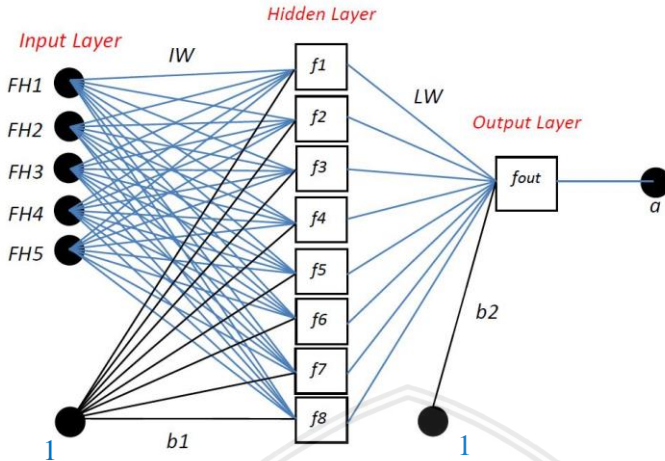 Hidden Layer
Input Layer
IW
f1
FH1
LW
f2
FH2
Output Layer
f3
FH3
fout
f4
FH4
a
FH5
f5
f6
b2
f7
f8
b1
1
1